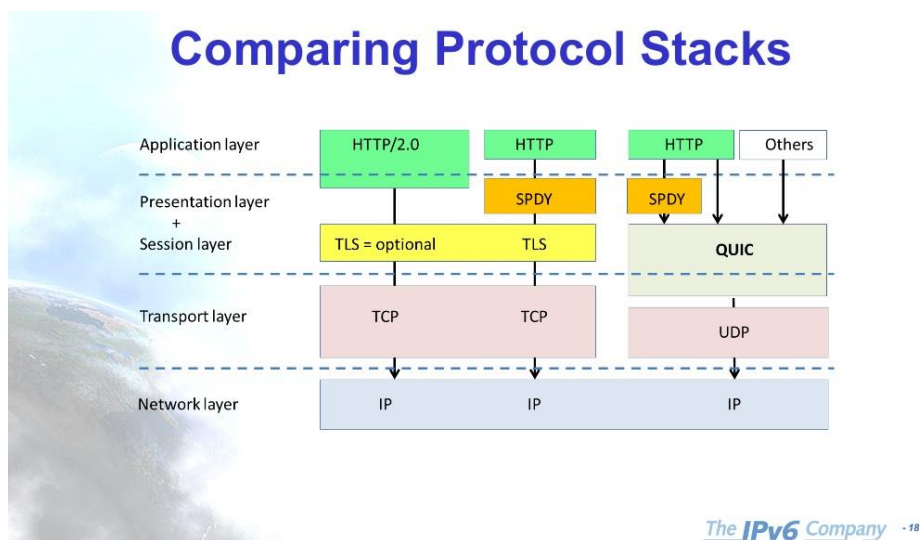 Comparing Protocol Stacks
Application layer
HTTP/2.0
HTTP
HTTP
Others
Presentation layer
+
Session layer
SPDY
SPDY
TLS = optional
TLS
QUIC
Transport layer
TCP
TCP
UDP
Network layer
IP
IP
IP
The IPv6 Company - 18